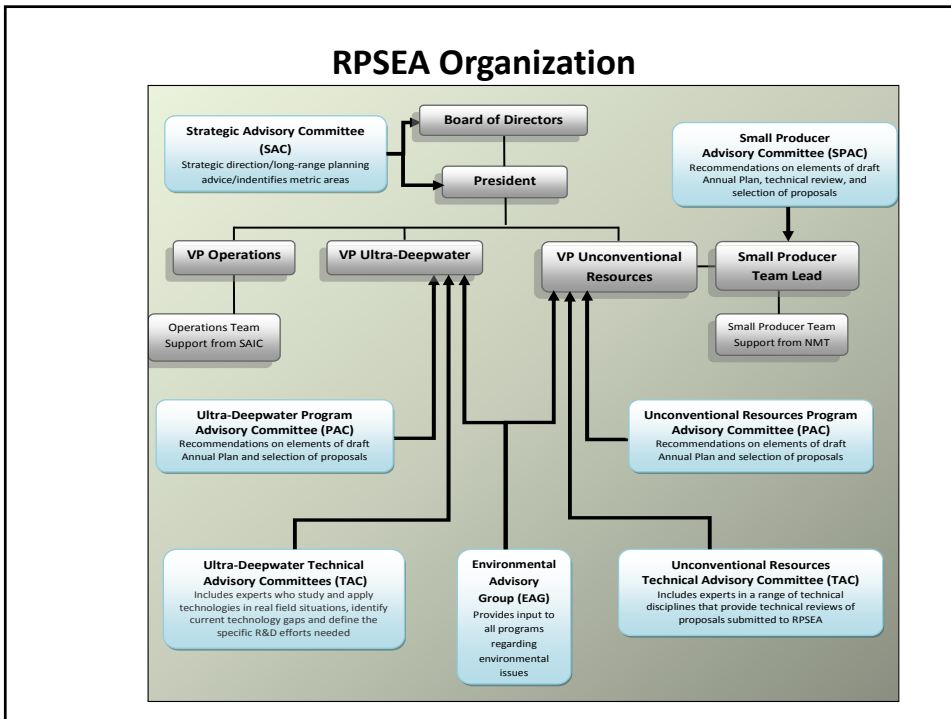 RPSEA Organization
Board of Directors
Strategic Advisory Committee
(SAC)
Strategic direction/long-range planning
advice/indentifies metric areas
Small Producer
Advisory Committee (SPAC)
Recommendations on elements of draft
Annual Plan, technical review, and
selection of proposals
President
VP Operations
VP Ultra-Deepwater
VP Unconventional
Resources
Small Producer
Team Lead
Operations Team
Support from SAIC
Small Producer Team
Support from NMT
Ultra-Deepwater Program
Advisory Committee (PAC)
Recommendations on elements of draft
Annual Plan and selection of proposals
Unconventional Resources Program
Advisory Committee (PAC)
Recommendations on elements of draft
Annual Plan and selection of proposals
Ultra-Deepwater Technical
Advisory Committees (TAC)
Includes experts who study and apply
technologies in real field situations, identify
current technology gaps and define the
specific R&D efforts needed
Environmental
Advisory
Group (EAG)
Provides input to
all programs
regarding
environmental
issues
Unconventional Resources
Technical Advisory Committee (TAC)
Includes experts in a range of technical
disciplines that provide technical reviews of
proposals submitted to RPSEA